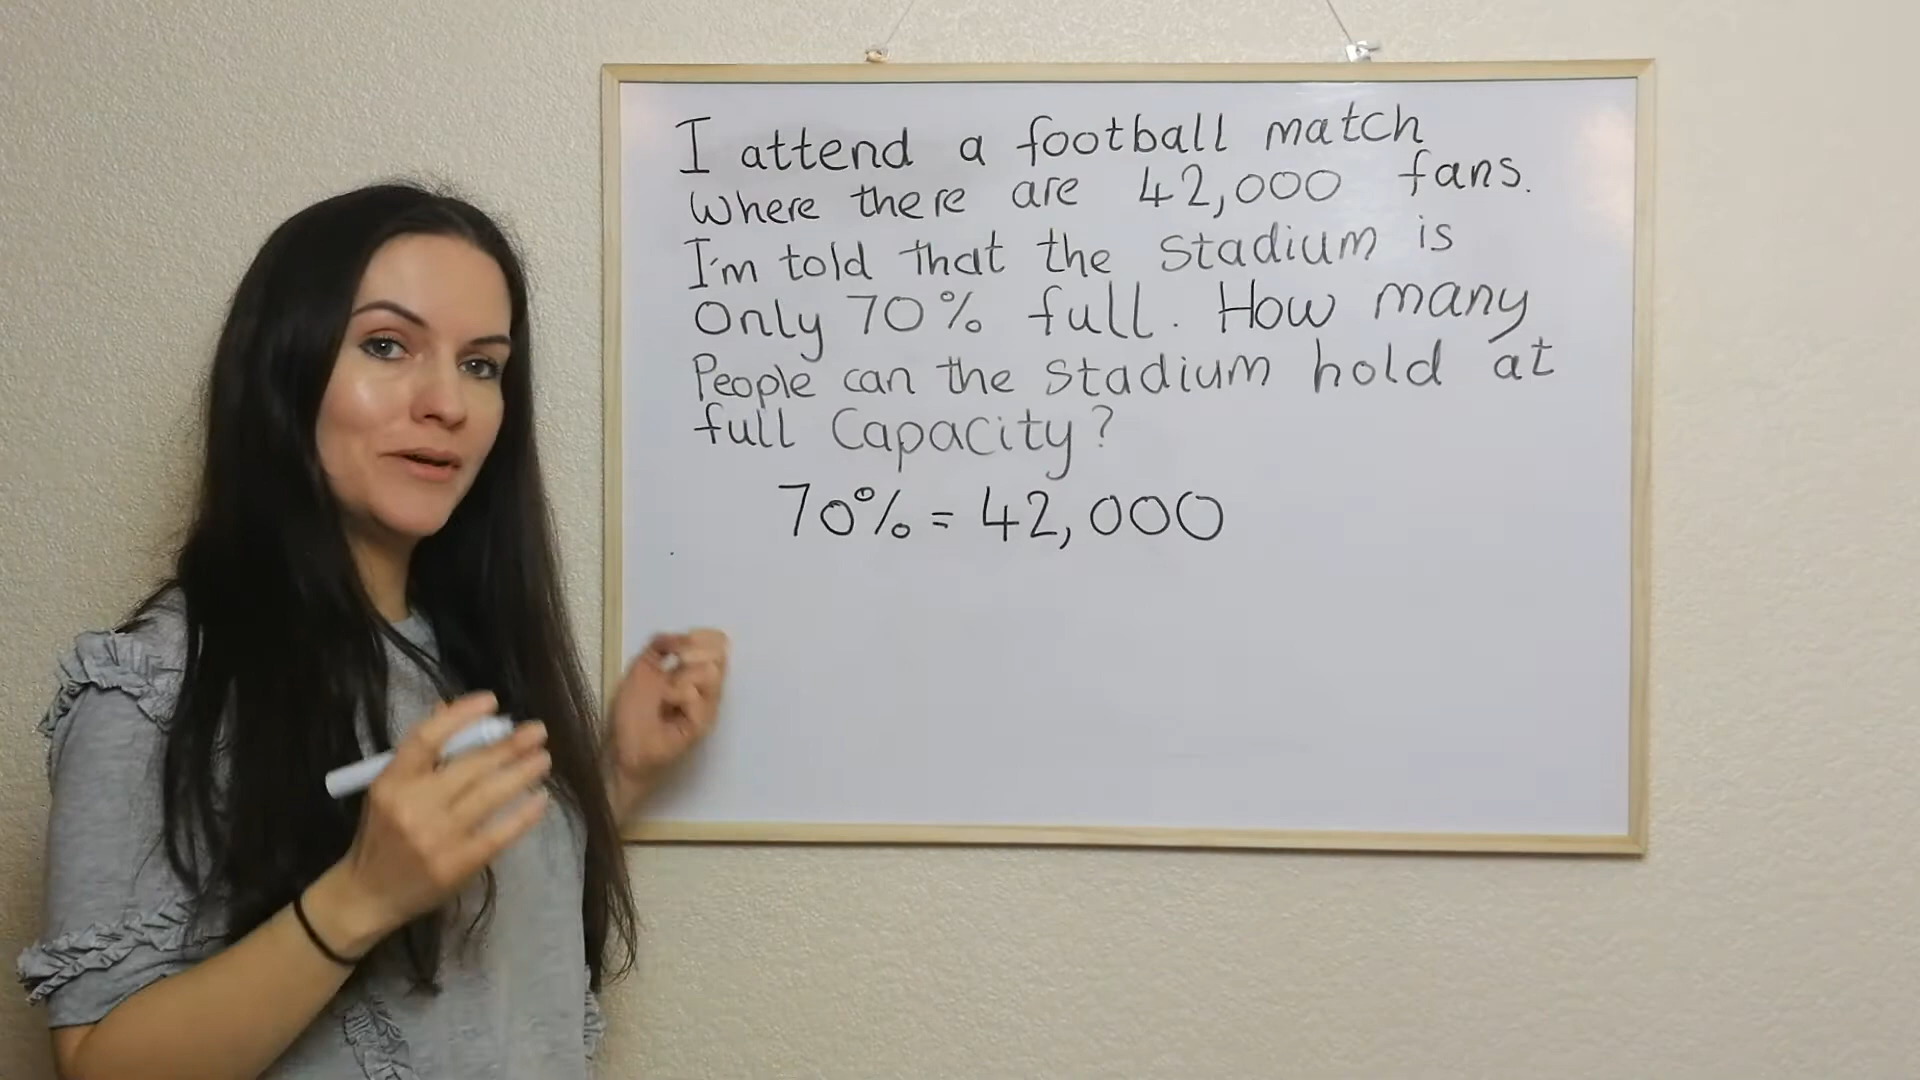 I attend a football match
Where there are 42,000 fans.
I'm told that the Stadium is
Only 70% full. How many
People can the stadium hold at
full Capacity?
70% = 42,000